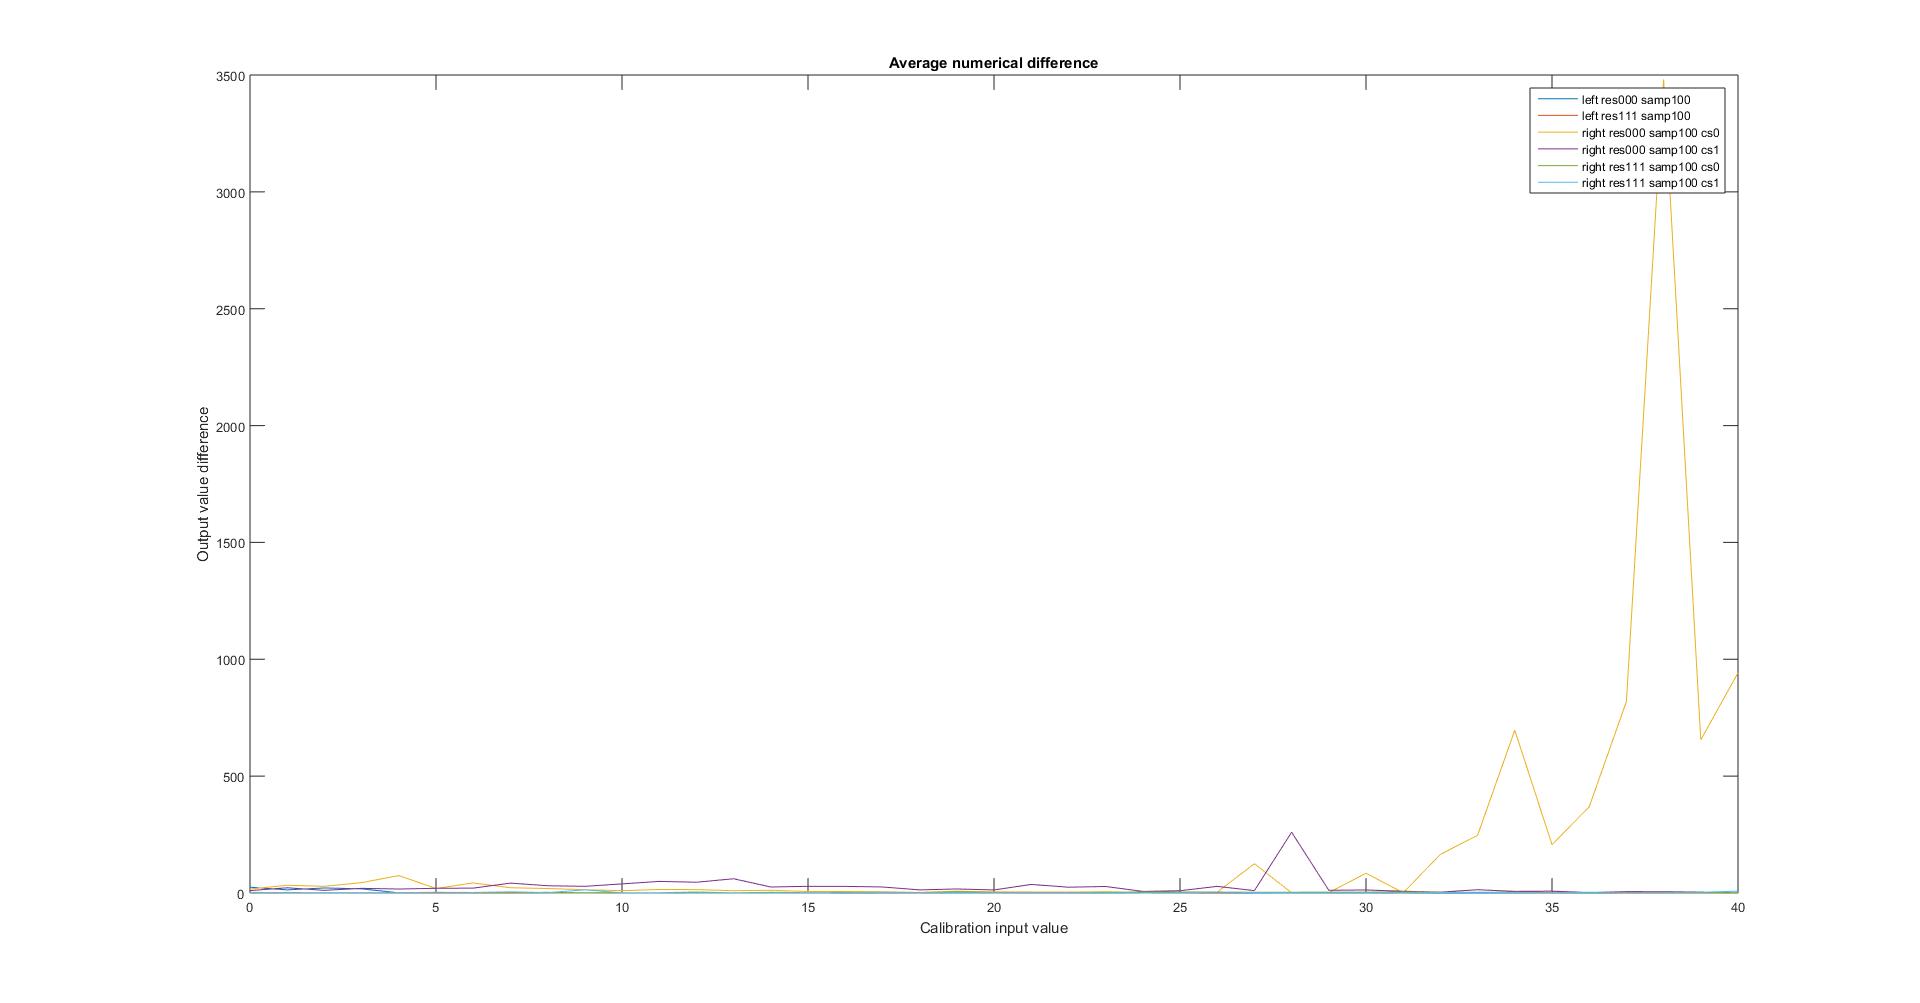 Average numerical difference
3500
3000
2500
2000
1500
1000
500
0
Output value difference
left res000 samp100
left res111 samp100
right res000 samp100 cs0
right res000 samp100 cs1
right res111 samp100 cs0
right res111 samp100 cs1
0 5 10 15 20 25 30 35 40
Calibration input value